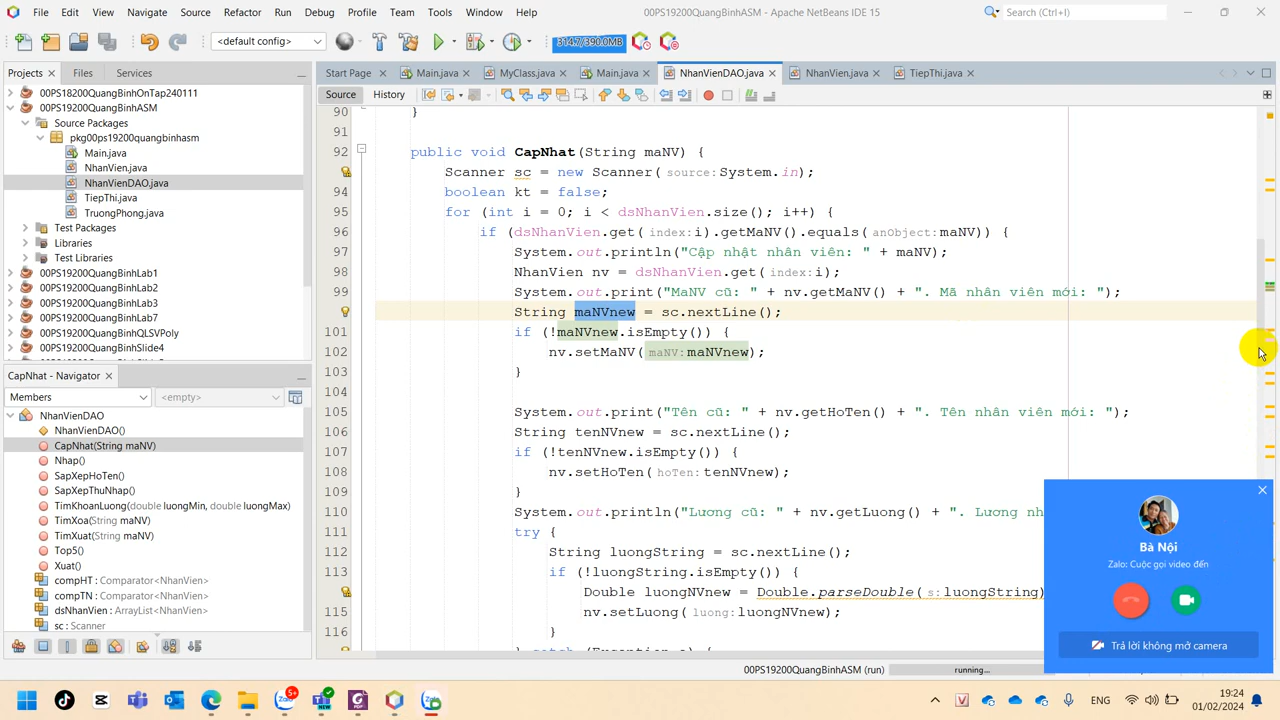 File Edit View Navigate Source Refactor Run Debug Profile Team Tools Window Help
00PS19200QuangBinhASM - Apache NetBeans IDE 15
Search (Ctrl+I)
<default config>
314.7/390.0MB
Projects Files Services
Start Page Main.java MyClass.java Main.java NhanVienDAO.java NhanVien.java TiepThi.java
Source History
00PS18200QuangBinhOnTap240111
00PS19200QuangBinhASM
Source Packages
pkg00ps19200quangbinhasm
Main.java
NhanVien.java
NhanVienDAO.java
TiepThi.java
TruongPhong.java
Test Packages
Libraries
Test Libraries
00PS19200QuangBinhLab1
00PS19200QuangBinhLab2
00PS19200QuangBinhLab3
00PS19200QuangBinhLab7
00PS19200QuangBinhQLSVPoly
00PS19200QuangBinhSlide4
CapNhat - Navigator
Members <empty>
NhanVienDAO
NhanVienDAO()
CapNhat(String maNV)
Nhap()
SapXepHoTen()
SapXepThuNhap()
TimKhoanLuong(double luongMin, double luongMax)
TimXoa(String maNV)
TimXuat(String maNV)
Top5()
Xuat()
compHT : Comparator<NhanVien>
compTN : Comparator<NhanVien>
dsNhanVien : ArrayList<NhanVien>
sc : Scanner
90 }
91
92 public void CapNhat(String maNV) {
Scanner sc = new Scanner( source:System.in);
94 boolean kt = false;
95 for (int i = 0; i < dsNhanVien.size(); i++) {
96 if (dsNhanVien.get( index:i).getMaNV().equals( anObject:maNV)) {
97 System.out.println("Cập nhật nhân viên: " + maNV);
98 NhanVien nv = dsNhanVien.get( index:i);
99 System.out.print("MaNV cũ: " + nv.getMaNV() + ". Mã nhân viên mới: ");
String maNVnew = sc.nextLine();
101 if (!maNVnew.isEmpty()) {
102 nv.setMaNV( maNV:maNVnew);
103 }
104
105 System.out.print("Tên cũ: " + nv.getHoTen() + ". Tên nhân viên mới: ");
106 String tenNVnew = sc.nextLine();
107 if (!tenNVnew.isEmpty()) {
108 nv.setHoTen( hoTen:tenNVnew);
109 }
110 System.out.println("Lương cũ: " + nv.getLuong() + ". Lương nh
111 try {
112 String luongString = sc.nextLine();
113 if (!luongString.isEmpty()) {
Double luongNVnew = Double.parseDouble( s:luongString)
115 nv.setLuong( luong:luongNVnew);
116 }
Bà Nội
Zalo: Cuộc gọi video đến
Trả lời không mở camera
00PS19200QuangBinhASM (run) running...
5+
NEW
ENG
19:24
01/02/2024